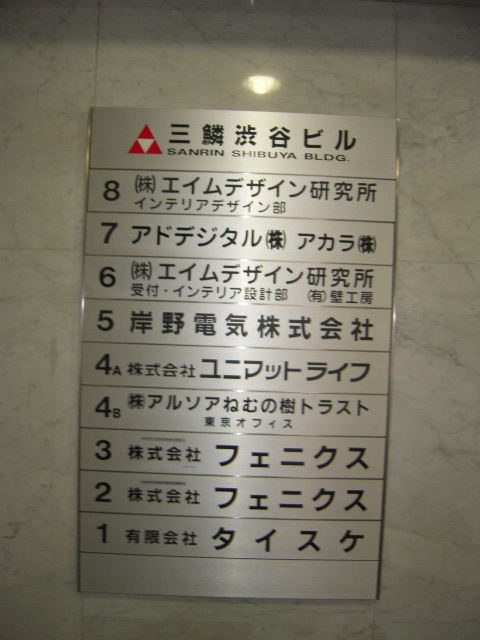 三鱗渋谷ビル
SANRIN SHIBUYA BLDG.
8 ㈱エイムデザイン研究所
インテリアデザイン部
7 アドデジタル㈱ アカラ㈱
6 ㈱エイムデザイン研究所
受付・インテリア設計部 ㈲壁工房
5 岸野電気株式会社
4A 株式会社 ユニマットライフ
4B ㈱アルソアねむの樹トラスト
東京オフィス
3 株式会社 フェニクス
2 株式会社 フェニクス
1 有限会社 タイスケ